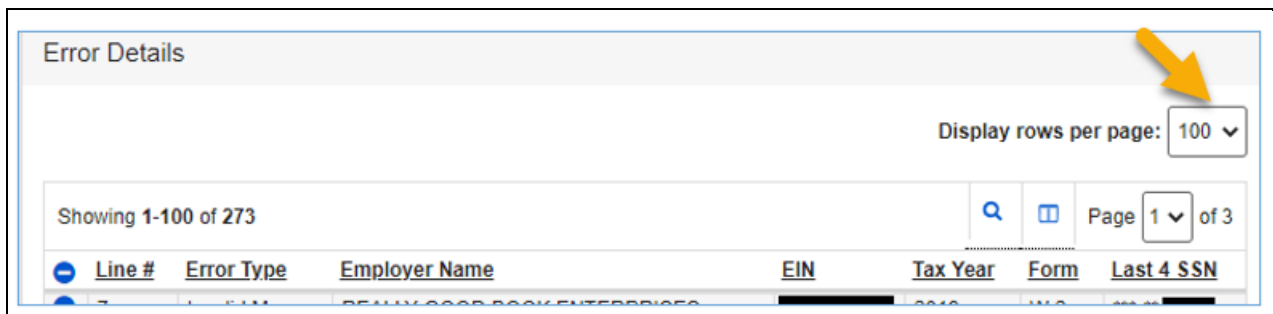 Error Details
Display rows per page: 100
Showing 1-100 of 273 Page 1 of 3
Line # Error Type Employer Name EIN Tax Year Form Last 4 SSN